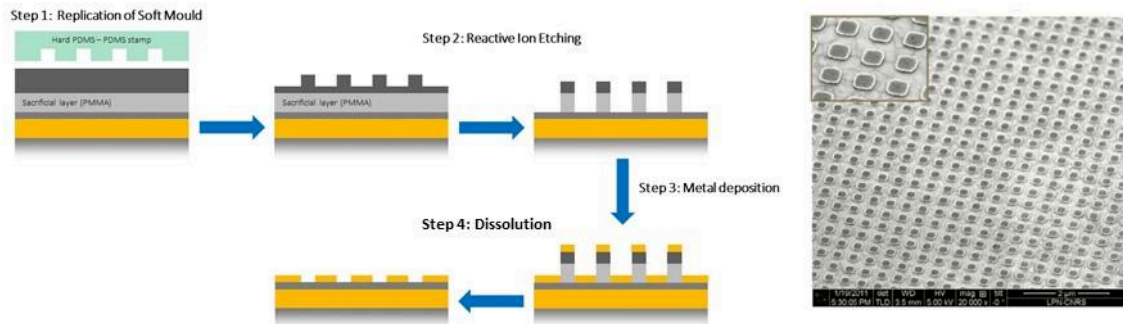 Step 1: Replication of Soft Mould
Hard PDMS – PDMS stamp
Step 2: Reactive Ion Etching
Sacrificial layer (PMMA)
Sacrificial layer (PMMA)
Step 3: Metal deposition
Step 4: Dissolution
1/19/2011 det WD HV mag tilt 2 µm
5:30:05 PM TLD 3.5 mm 5.00 kV 20 000 x -0 ° LPN-CNRS